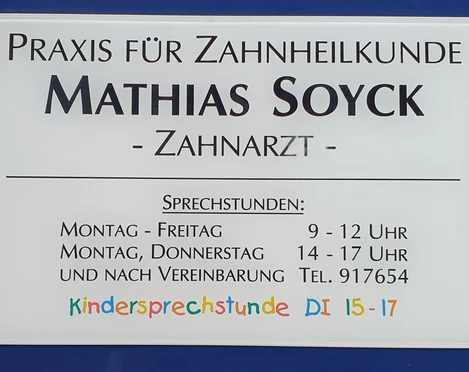 PRAXIS FÜR ZAHNHEILKUNDE
MATHIAS SOYCK
- ZAHNARZT -
SPRECHSTUNDEN:
MONTAG - FREITAG 9 - 12 UHR
MONTAG, DONNERSTAG 14 - 17 UHR
UND NACH VEREINBARUNG TEL. 917654
Kindersprechstunde DI 15-17